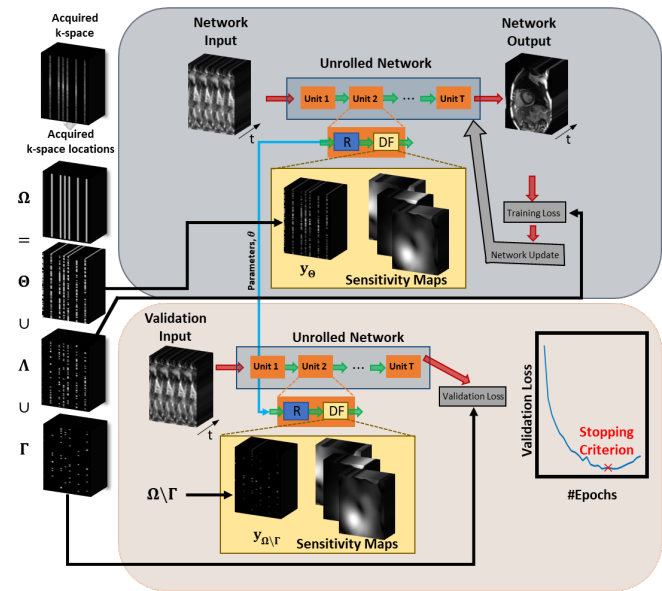 Acquired
k-space
Acquired
k-space locations
Ω
=
Θ
∪
Λ
∪
Γ
Network
Input
t
Unrolled Network
Unit 1
Unit 2
...
Unit T
R
DF
Network
Output
t
Training Loss
Network Update
y_Θ
Sensitivity Maps
Parameters, θ
Validation
Input
t
Unrolled Network
Unit 1
Unit 2
...
Unit T
R
DF
Validation Loss
Ω\Γ
y_Ω\Γ
Sensitivity Maps
Validation Loss
Stopping
Criterion
#Epochs